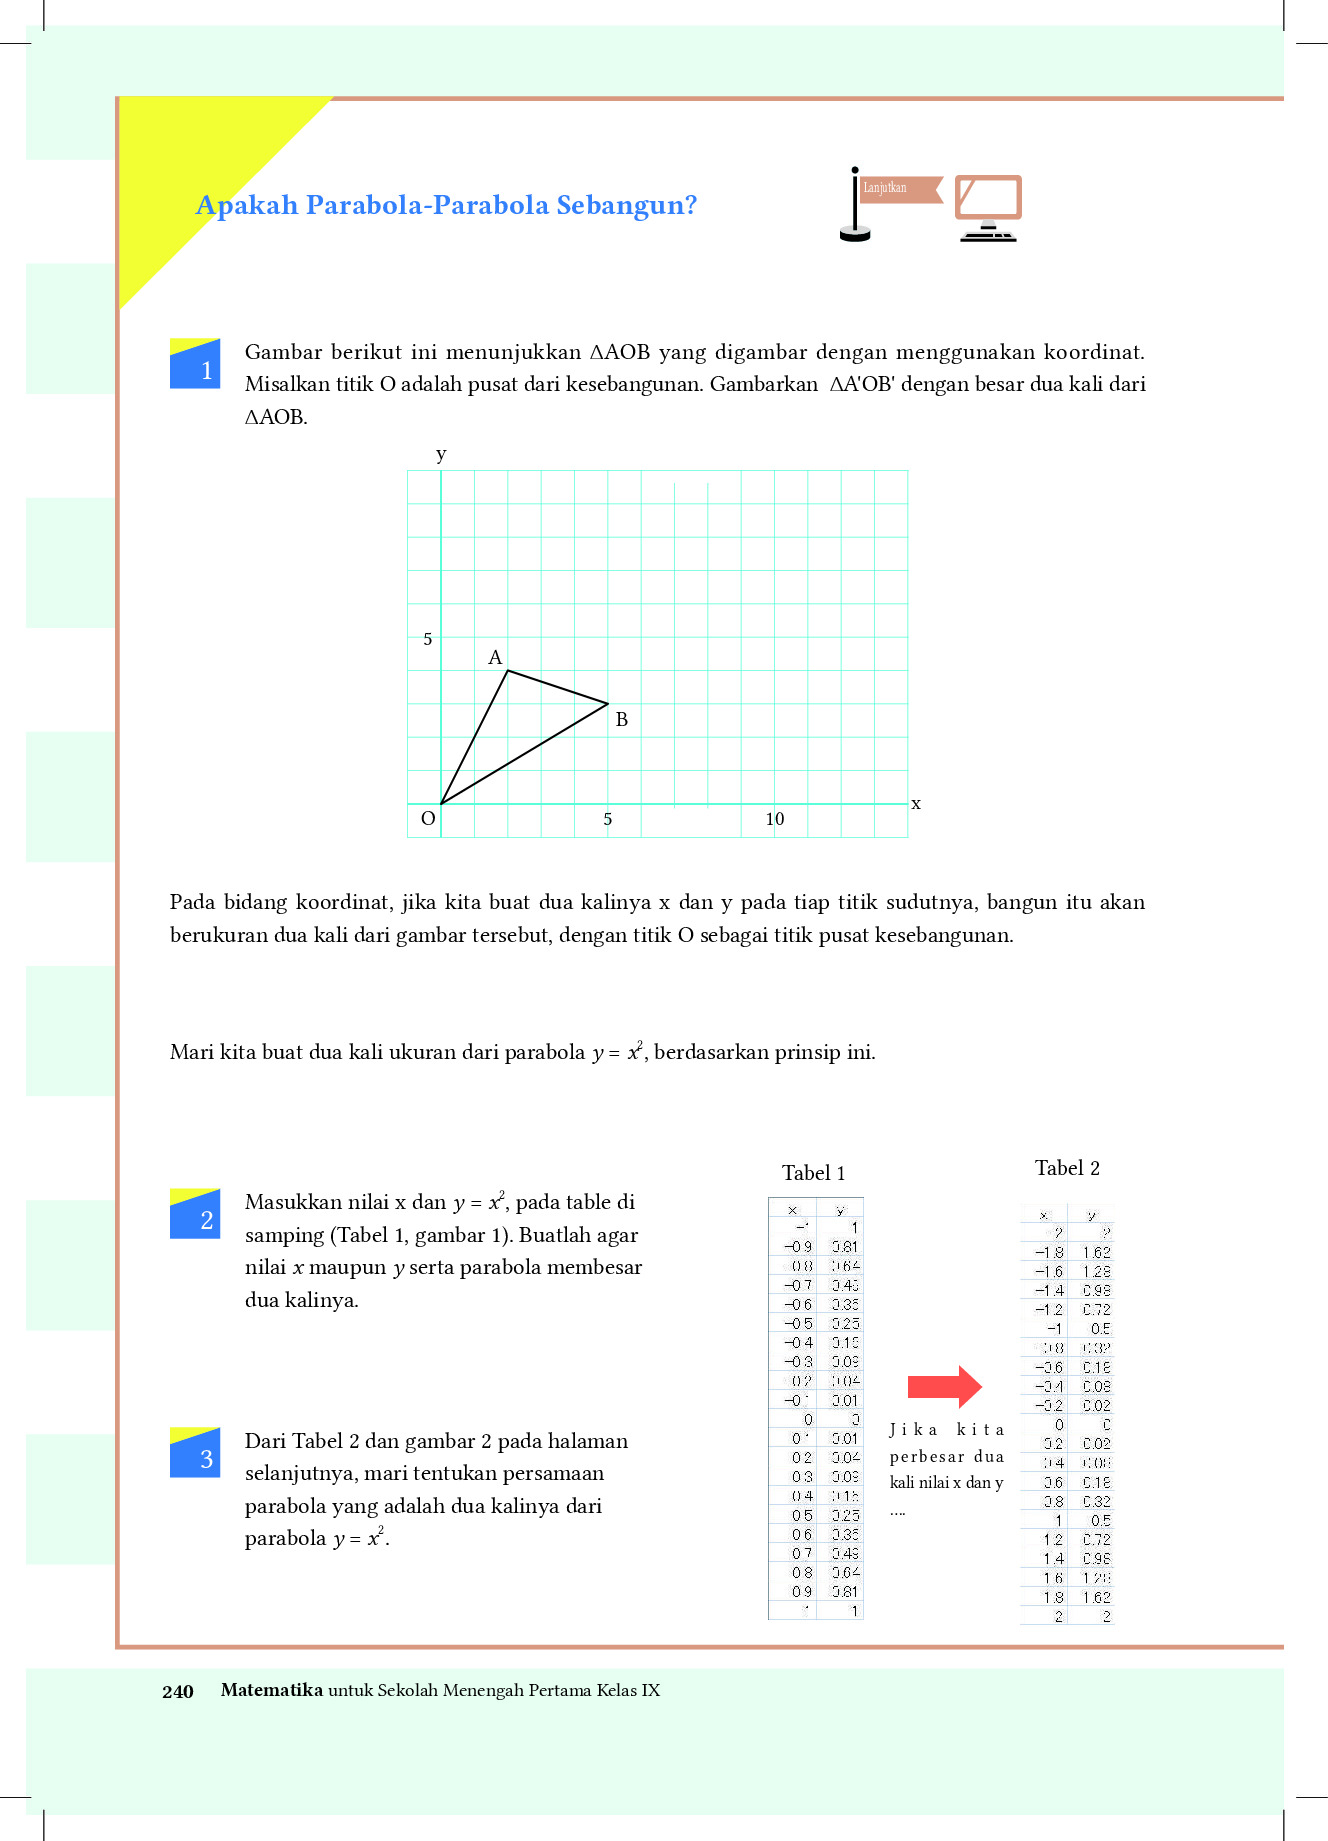 Apakah Parabola-Parabola Sebangun?
Lanjutkan
1
Gambar berikut ini menunjukkan ΔAOB yang digambar dengan menggunakan koordinat.
Misalkan titik O adalah pusat dari kesebangunan. Gambarkan ΔA'OB' dengan besar dua kali dari
ΔAOB.
y
5
A
B
O
5
10
x
Pada bidang koordinat, jika kita buat dua kalinya x dan y pada tiap titik sudutnya, bangun itu akan
berukuran dua kali dari gambar tersebut, dengan titik O sebagai titik pusat kesebangunan.
Mari kita buat dua kali ukuran dari parabola y = x², berdasarkan prinsip ini.
2
Masukkan nilai x dan y = x², pada table di
samping (Tabel 1, gambar 1). Buatlah agar
nilai x maupun y serta parabola membesar
dua kalinya.
3
Dari Tabel 2 dan gambar 2 pada halaman
selanjutnya, mari tentukan persamaan
parabola yang adalah dua kalinya dari
parabola y = x².
Tabel 1
x y
−1 1
−0.9 0.81
−0.8 0.64
−0.7 0.49
−0.6 0.36
−0.5 0.25
−0.4 0.16
−0.3 0.09
−0.2 0.04
−0.1 0.01
0 0
0.1 0.01
0.2 0.04
0.3 0.09
0.4 0.16
0.5 0.25
0.6 0.36
0.7 0.49
0.8 0.64
0.9 0.81
1 1
Jika kita
perbesar dua
kali nilai x dan y
....
Tabel 2
x y
−2 2
−1.8 1.62
−1.6 1.28
−1.4 0.98
−1.2 0.72
−1 0.5
−0.8 0.32
−0.6 0.18
−0.4 0.08
−0.2 0.02
0 0
0.2 0.02
0.4 0.08
0.6 0.18
0.8 0.32
1 0.5
1.2 0.72
1.4 0.98
1.6 1.28
1.8 1.62
2 2
240 Matematika untuk Sekolah Menengah Pertama Kelas IX